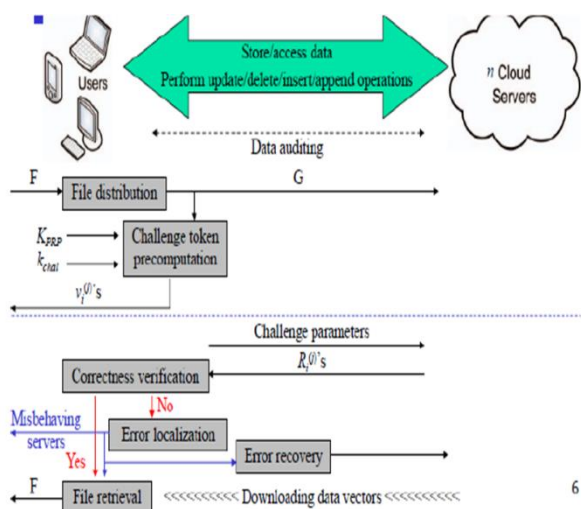 Store/access data
Perform update/delete/insert/append operations
Users
n Cloud
Servers
Data auditing
F
File distribution
G
K_PRP
k_chal
Challenge token
precomputation
v_i^(j)'s
Challenge parameters
R_i^(j)'s
Correctness verification
No
Misbehaving
servers
Error localization
Yes
Error recovery
F
File retrieval
Downloading data vectors
6